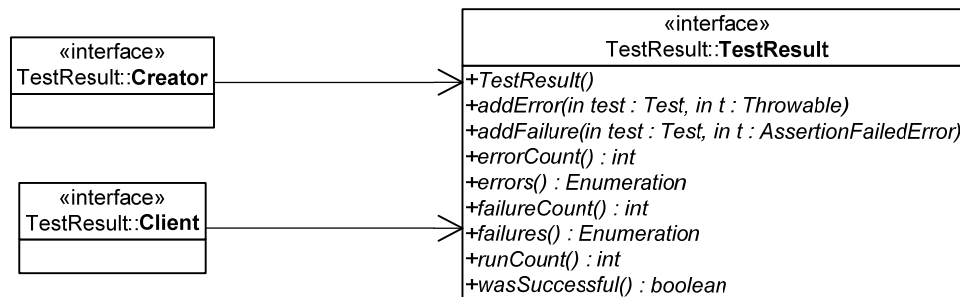 «interface»
TestResult::Creator
«interface»
TestResult::Client
«interface»
TestResult::TestResult
+TestResult()
+addError(in test : Test, in t : Throwable)
+addFailure(in test : Test, in t : AssertionFailedError)
+errorCount() : int
+errors() : Enumeration
+failureCount() : int
+failures() : Enumeration
+runCount() : int
+wasSuccessful() : boolean